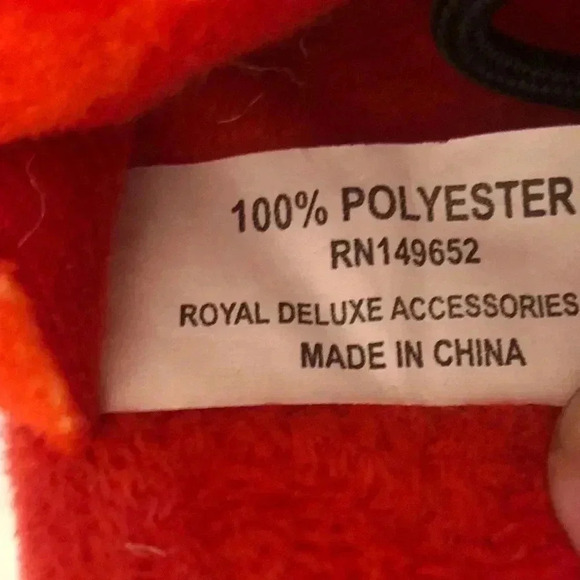 100% POLYESTER
RN149652
ROYAL DELUXE ACCESSORIES
MADE IN CHINA